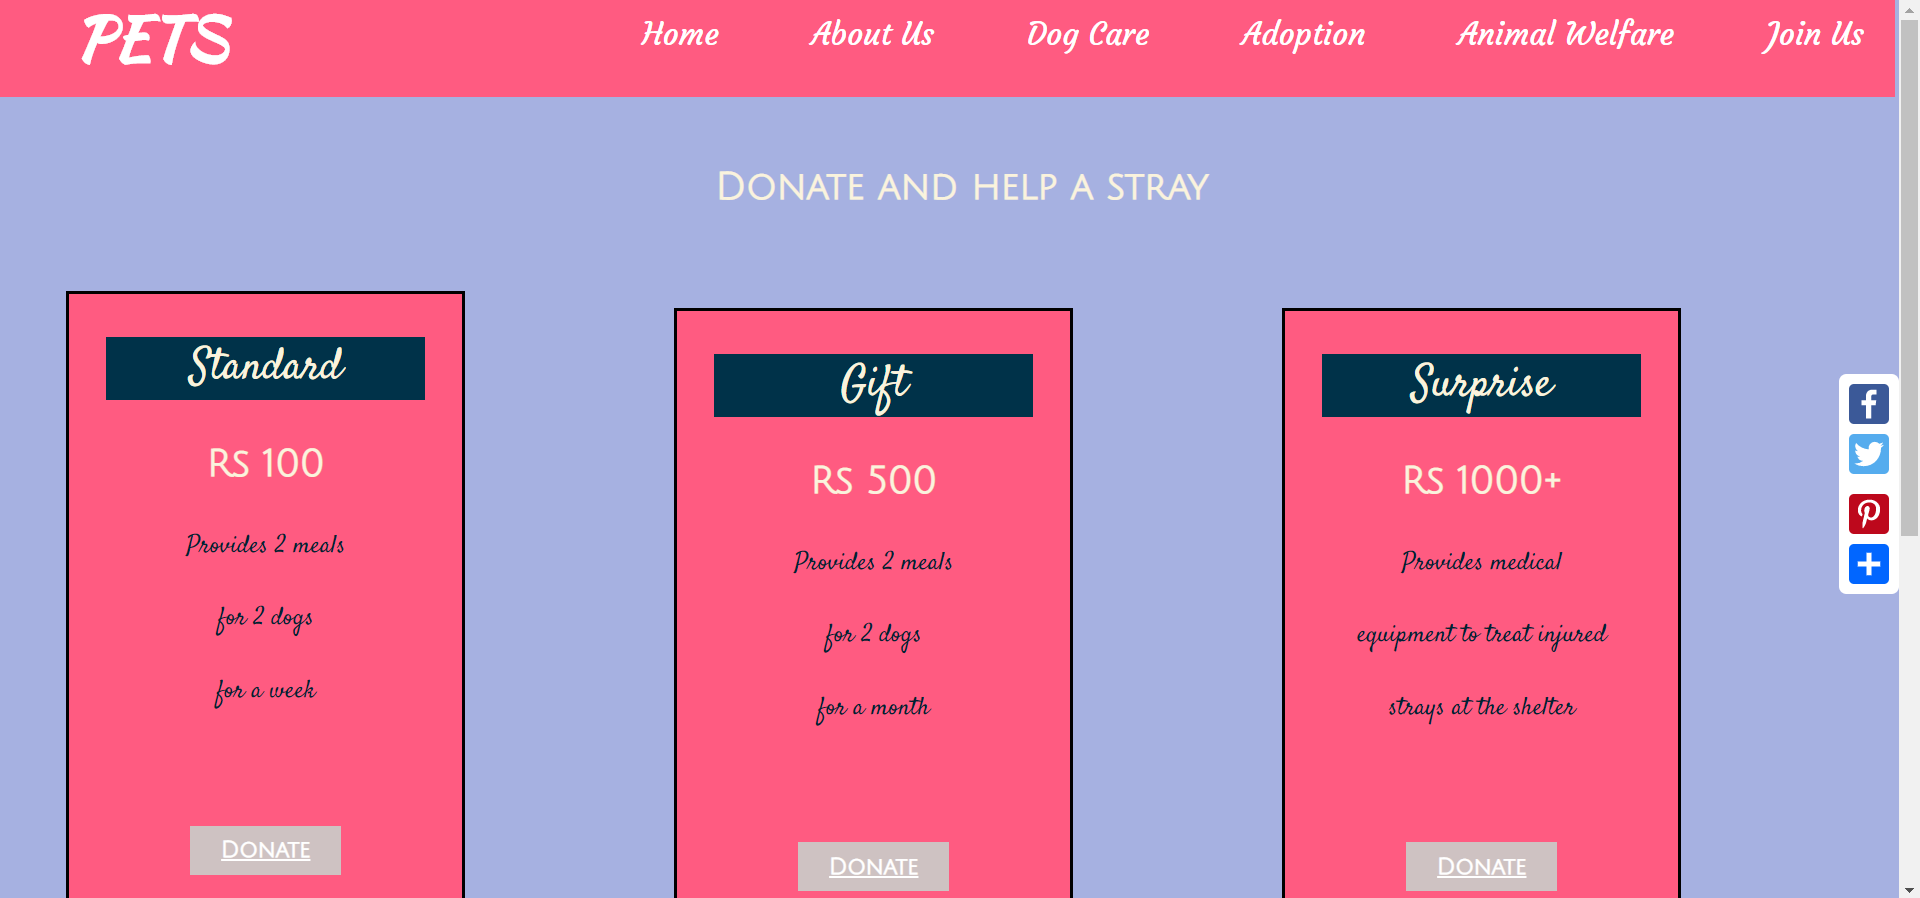 PETS
Home About Us Dog Care Adoption Animal Welfare Join Us
Donate and help a stray
Standard
Rs 100
Provides 2 meals
for 2 dogs
for a week
Donate
Gift
Rs 500
Provides 2 meals
for 2 dogs
for a month
Donate
Surprise
Rs 1000+
Provides medical
equipment to treat injured
strays at the shelter
Donate